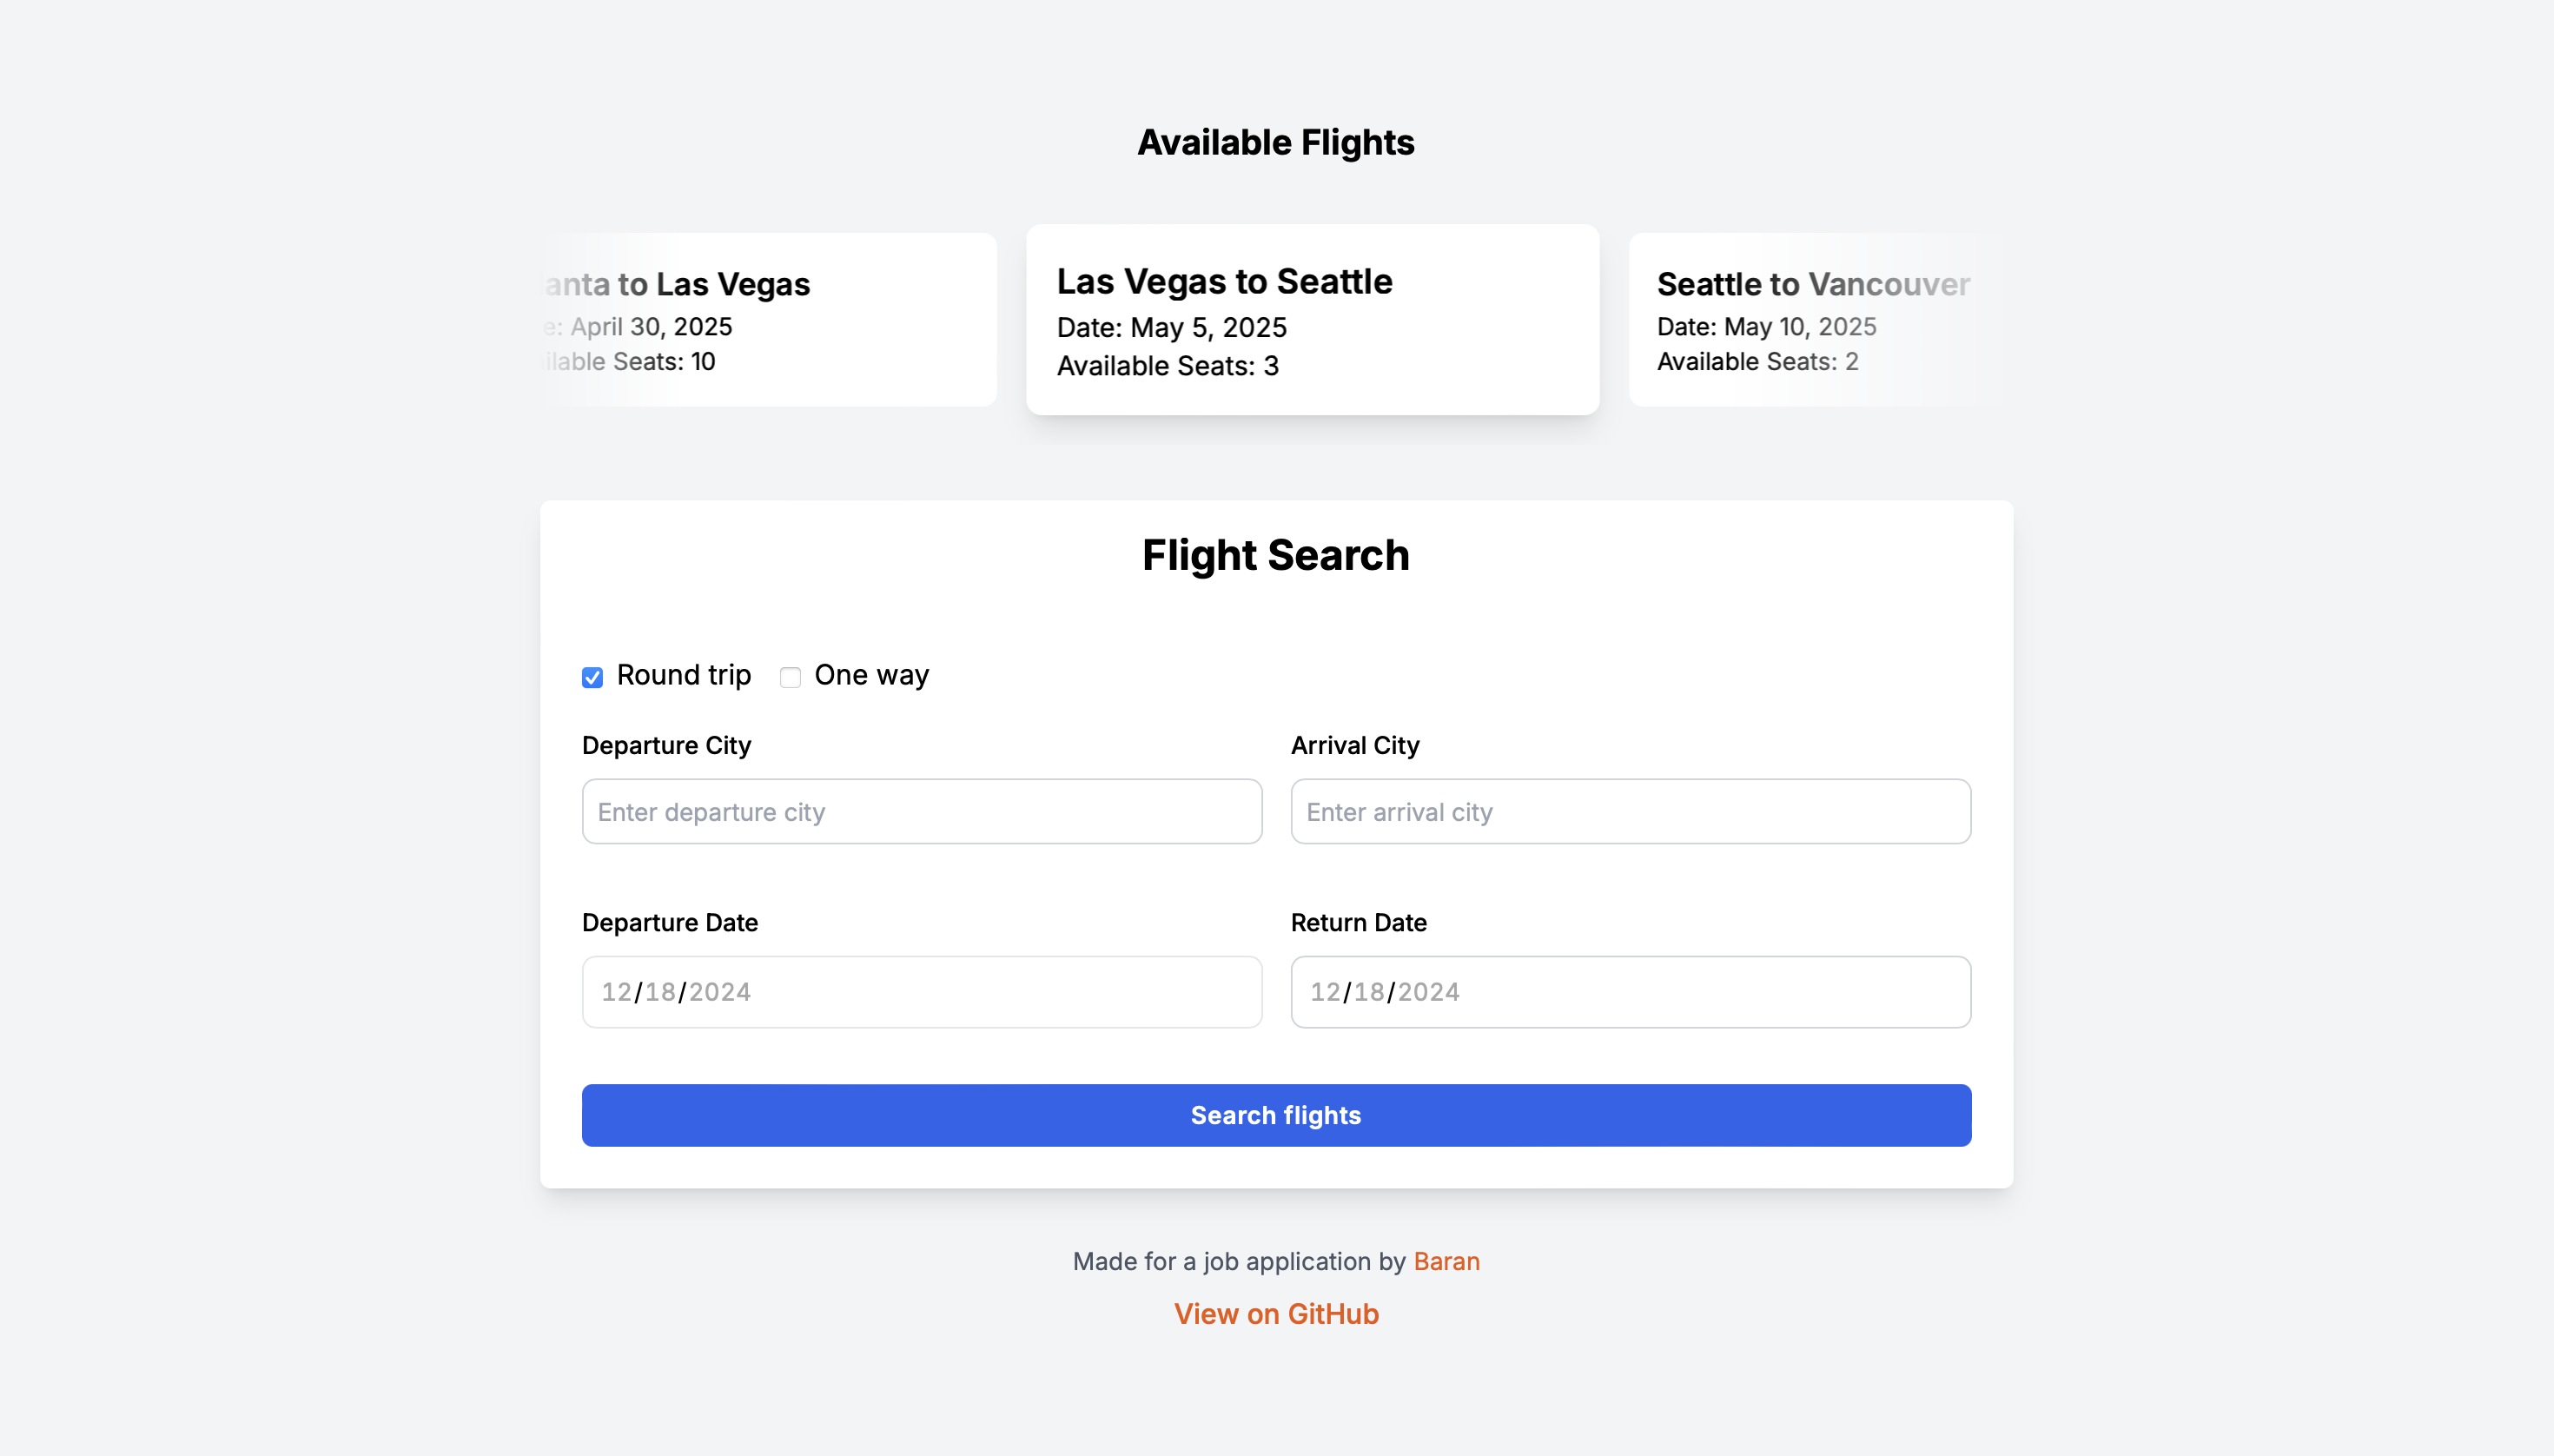 Available Flights
to Las Vegas
April 30, 2025
Seats: 10
Las Vegas to Seattle
Date: May 5, 2025
Available Seats: 3
Seattle to Vancouver
Date: May 10, 2025
Available Seats: 2
Flight Search
Round trip
One way
Departure City
Arrival City
Enter departure city
Enter arrival city
Departure Date
Return Date
12/18/2024
12/18/2024
Search flights
Made for a job application by Baran
View on GitHub